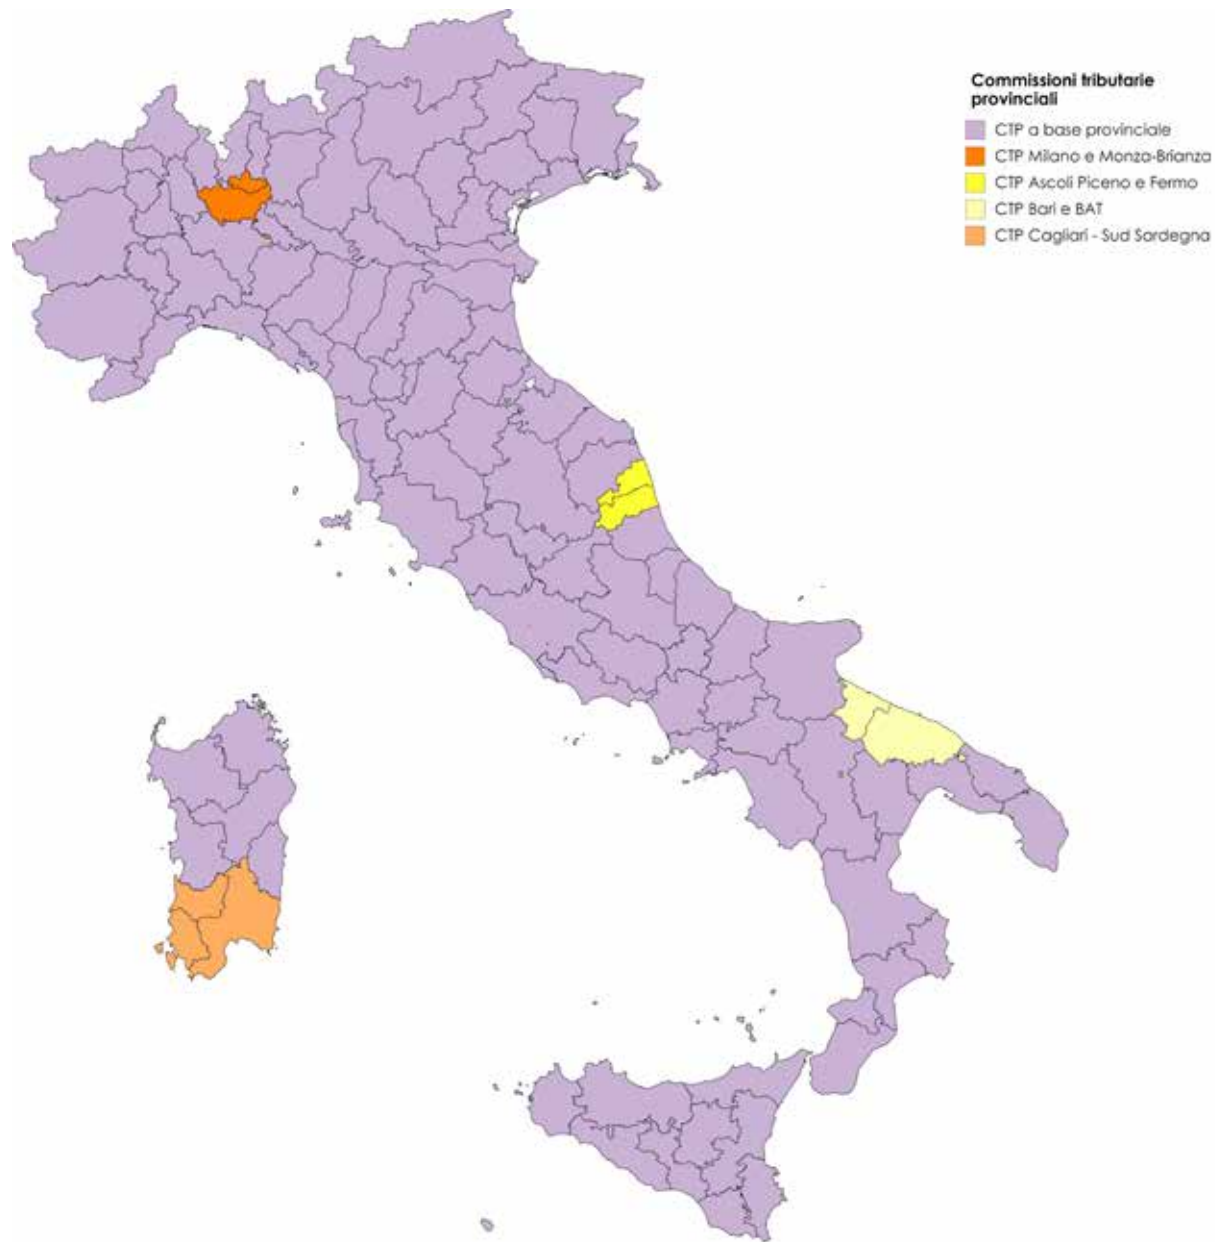 Commissioni tributarie
provinciali
CTP a base provinciale
CTP Milano e Monza-Brianza
CTP Ascoli Piceno e Fermo
CTP Bari e BAT
CTP Cagliari - Sud Sardegna